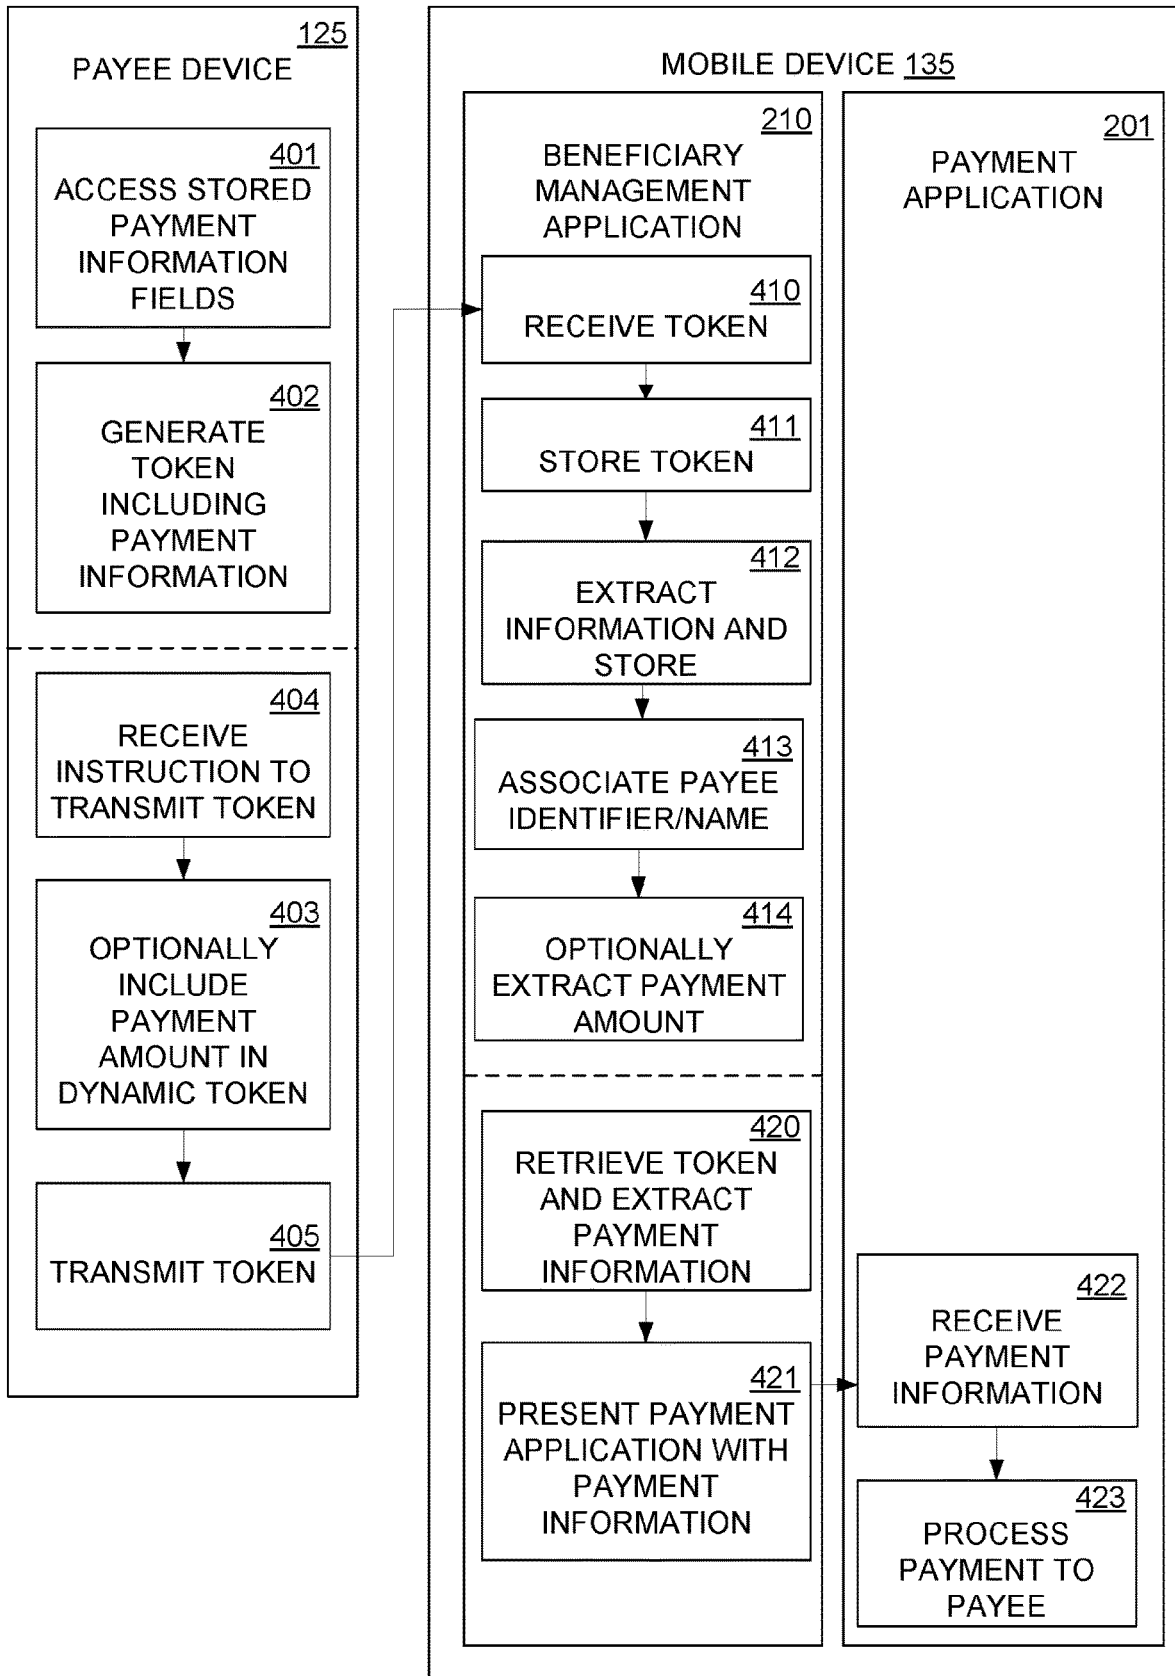 125
PAYEE DEVICE
401
ACCESS STORED
PAYMENT
INFORMATION
FIELDS
402
GENERATE
TOKEN
INCLUDING
PAYMENT
INFORMATION
404
RECEIVE
INSTRUCTION TO
TRANSMIT TOKEN
403
OPTIONALLY
INCLUDE
PAYMENT
AMOUNT IN
DYNAMIC TOKEN
405
TRANSMIT TOKEN
MOBILE DEVICE 135
210
BENEFICIARY
MANAGEMENT
APPLICATION
410
RECEIVE TOKEN
411
STORE TOKEN
412
EXTRACT
INFORMATION AND
STORE
413
ASSOCIATE PAYEE
IDENTIFIER/NAME
414
OPTIONALLY
EXTRACT PAYMENT
AMOUNT
420
RETRIEVE TOKEN
AND EXTRACT
PAYMENT
INFORMATION
421
PRESENT PAYMENT
APPLICATION WITH
PAYMENT
INFORMATION
201
PAYMENT
APPLICATION
422
RECEIVE
PAYMENT
INFORMATION
423
PROCESS
PAYMENT TO
PAYEE